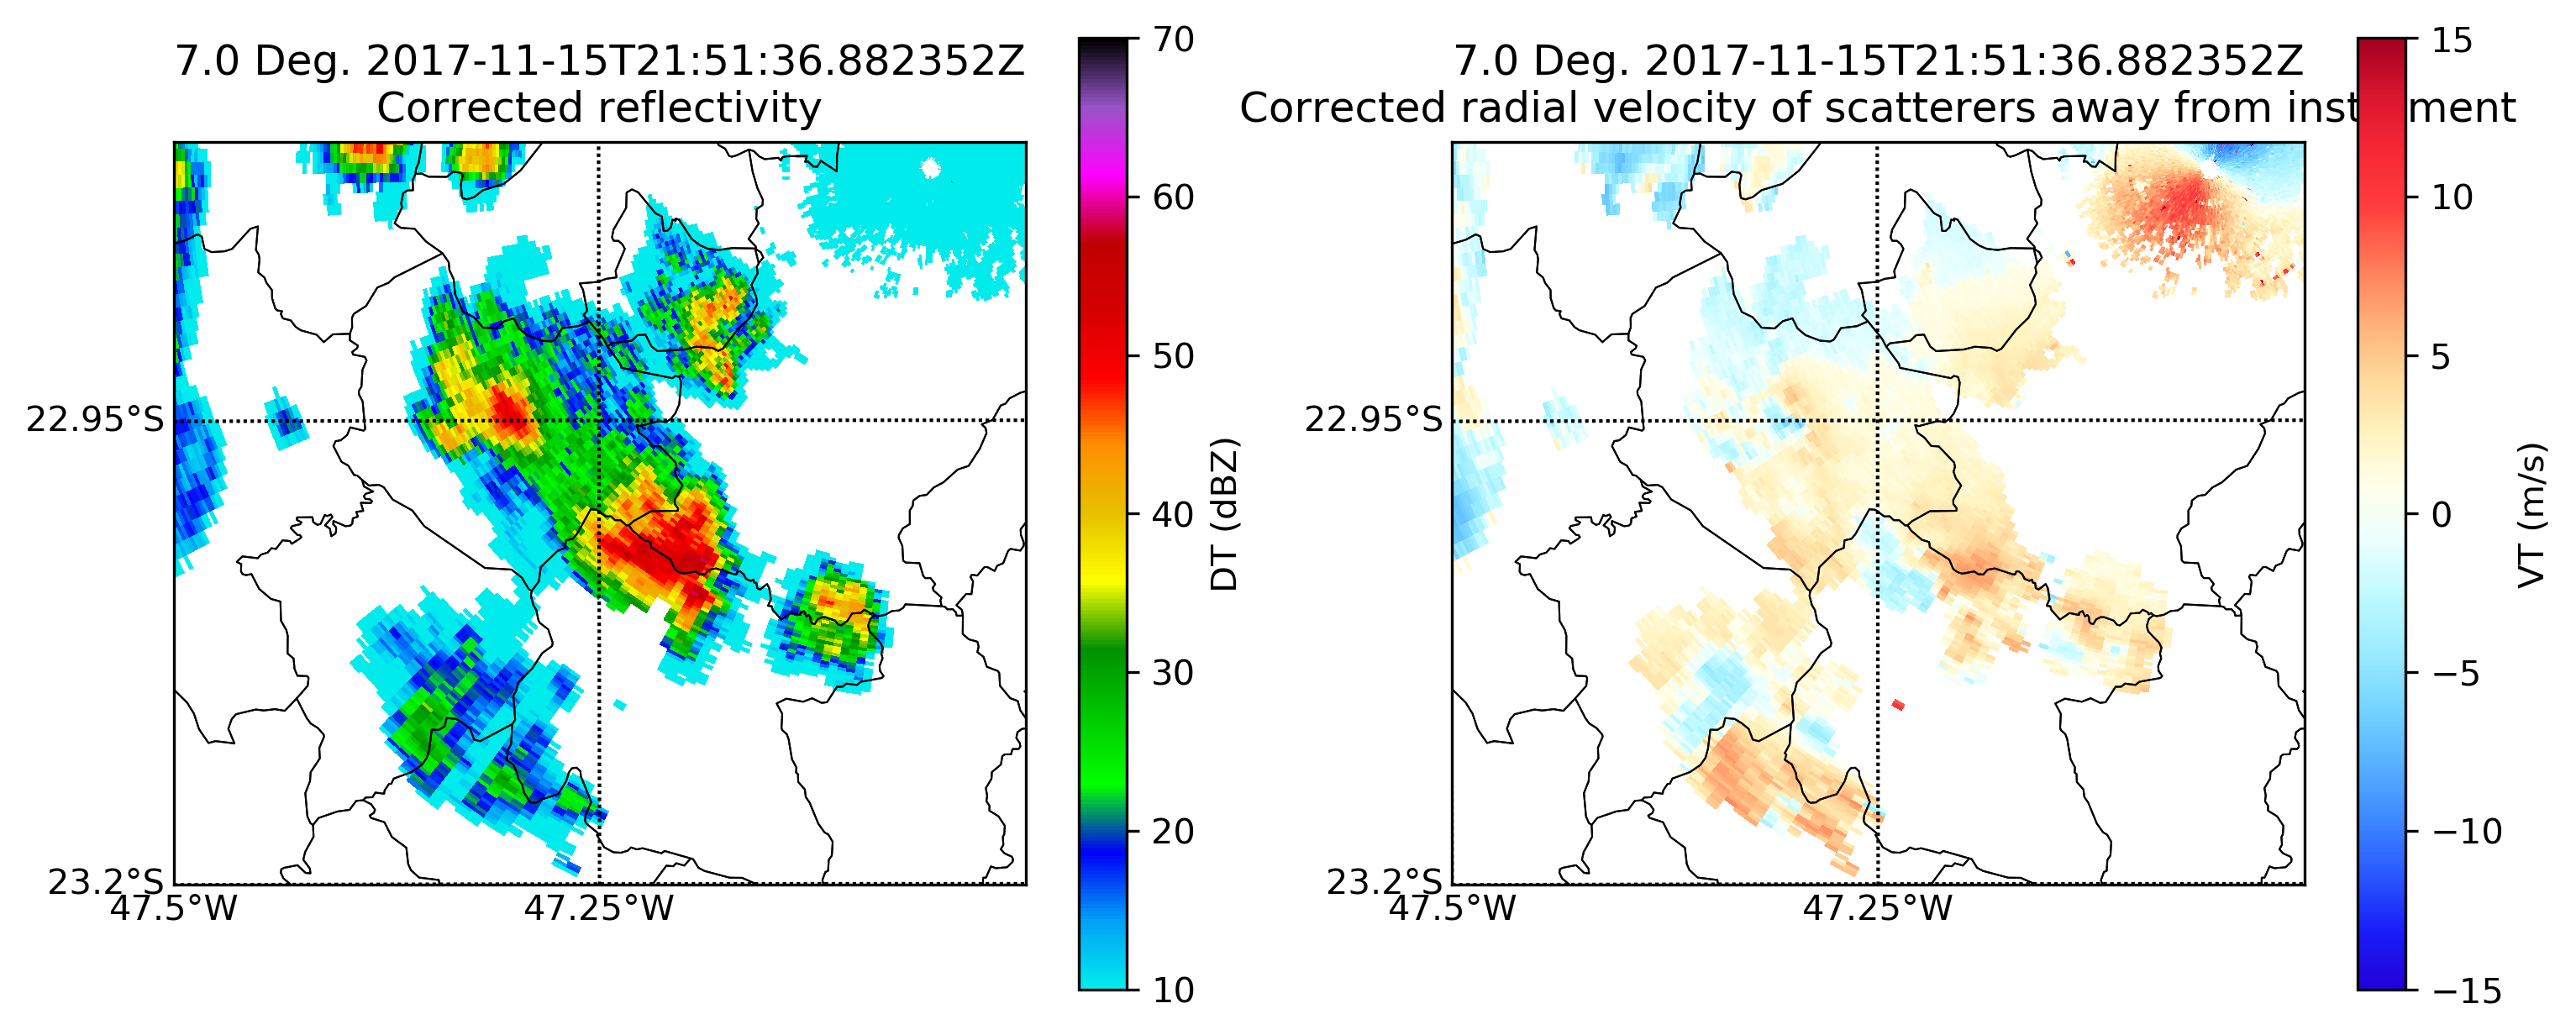 7.0 Deg. 2017-11-15T21:51:36.882352Z
Corrected reflectivity
22.95°S
23.2°S
47.5°W
47.25°W
70
60
50
40
30
20
10
DT (dBZ)
7.0 Deg. 2017-11-15T21:51:36.882352Z
Corrected radial velocity of scatterers away from inst ment
22.95°S
23.2°S
47.5°W
47.25°W
15
10
5
0
−5
−10
−15
VT (m/s)